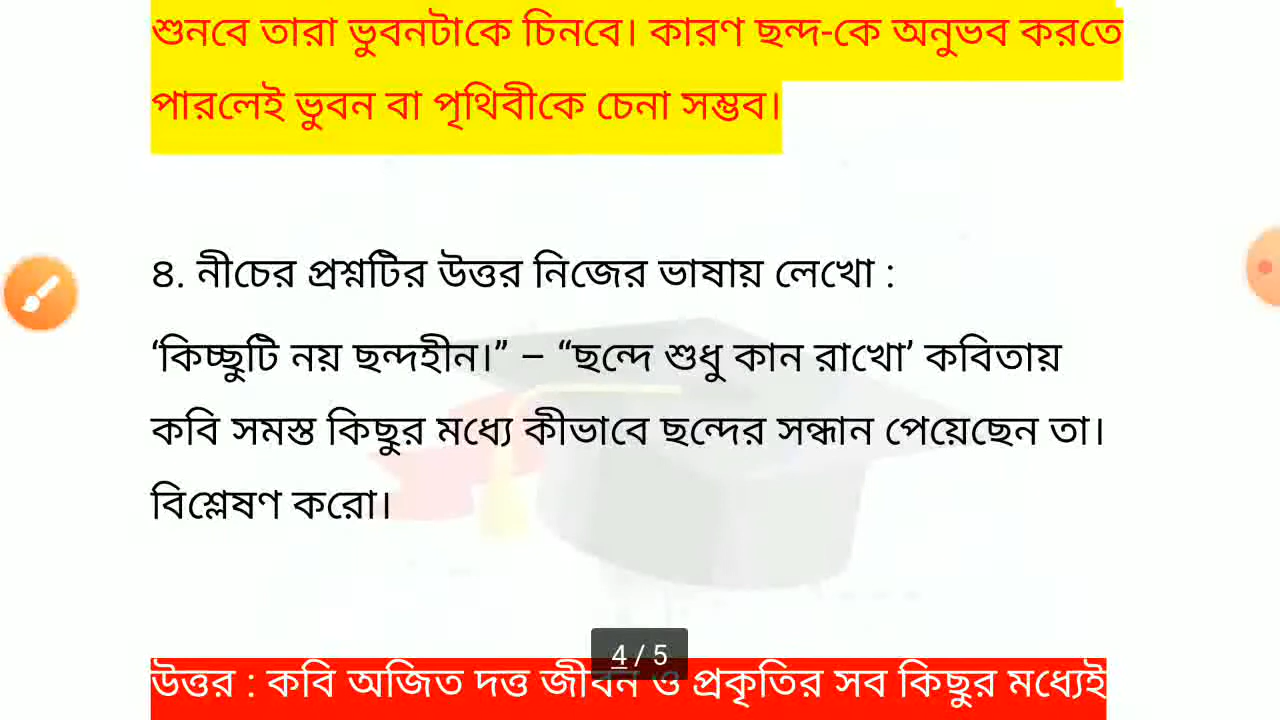 শুনবে তারা ভুবনটাকে চিনবে। কারণ ছন্দ-কে অনুভব করতে
পারলেই ভুবন বা পৃথিবীকে চেনা সম্ভব।
৪. নীচের প্রশ্নটির উত্তর নিজের ভাষায় লেখো :
‘কিচ্ছুটি নয় ছন্দহীন।” – “ছন্দে শুধু কান রাখো’ কবিতায়
কবি সমস্ত কিছুর মধ্যে কীভাবে ছন্দের সন্ধান পেয়েছেন তা।
বিশ্লেষণ করো।
4 / 5
উত্তর : কবি অজিত দত্ত জীবন ও প্রকৃতির সব কিছুর মধ্যেই